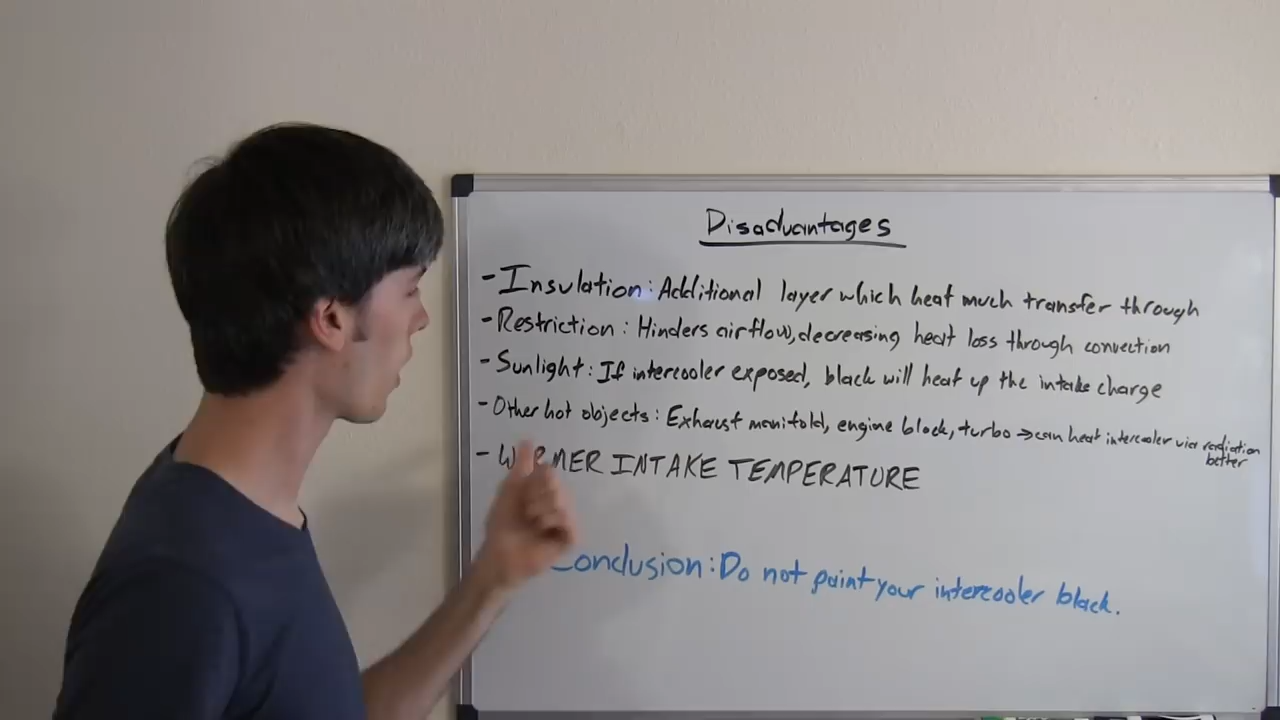 Disadvantages
- Insulation: Additional layer which heat much transfer through
- Restriction: Hinders airflow, decreasing heat loss through convection
- Sunlight: If intercooler exposed, black will heat up the intake charge
- Other hot objects: Exhaust manifold, engine block, turbo → can heat intercooler via radiation
better
- WARMER INTAKE TEMPERATURE
Conclusion: Do not paint your intercooler black.